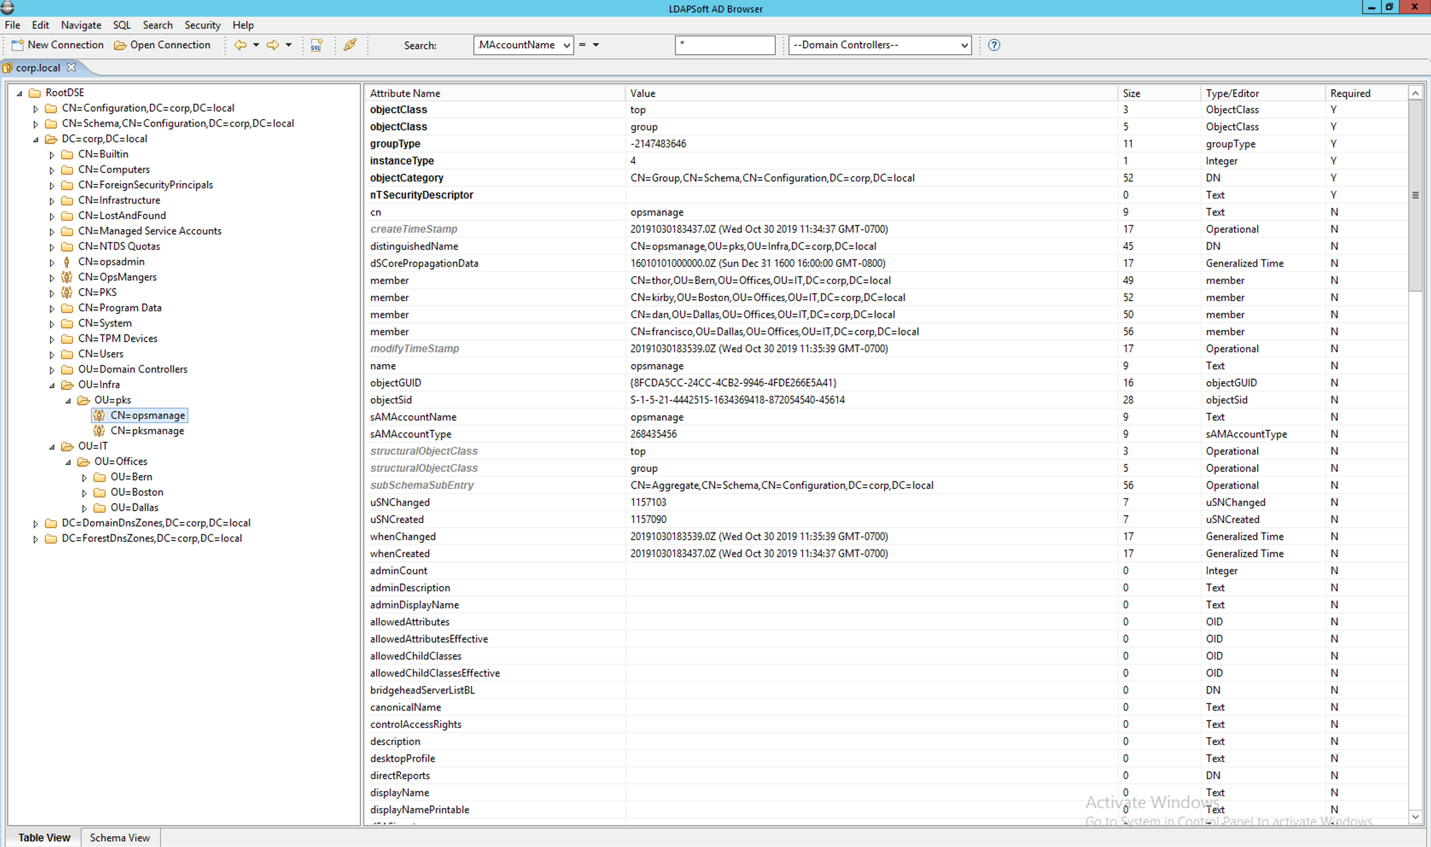 LDAPSoft AD Browser
File Edit Navigate SQL Search Security Help
New Connection Open Connection SQL Search: .MAccountName = * --Domain Controllers--
corp.local
RootDSE
CN=Configuration,DC=corp,DC=local
CN=Schema,CN=Configuration,DC=corp,DC=local
DC=corp,DC=local
CN=Builtin
CN=Computers
CN=ForeignSecurityPrincipals
CN=Infrastructure
CN=LostAndFound
CN=Managed Service Accounts
CN=NTDS Quotas
CN=opsadmin
CN=OpsMangers
CN=PKS
CN=Program Data
CN=System
CN=TPM Devices
CN=Users
OU=Domain Controllers
OU=Infra
OU=pks
CN=opsmanage
CN=pksmanage
OU=IT
OU=Offices
OU=Bern
OU=Boston
OU=Dallas
DC=DomainDnsZones,DC=corp,DC=local
DC=ForestDnsZones,DC=corp,DC=local
Attribute Name Value Size Type/Editor Required
objectClass top 3 ObjectClass Y
objectClass group 5 ObjectClass Y
groupType -2147483646 11 groupType Y
instanceType 4 1 Integer Y
objectCategory CN=Group,CN=Schema,CN=Configuration,DC=corp,DC=local 52 DN Y
nTSecurityDescriptor 0 Text Y
cn opsmanage 9 Text N
createTimeStamp 20191030183437.0Z (Wed Oct 30 2019 11:34:37 GMT-0700) 17 Operational N
distinguishedName CN=opsmanage,OU=pks,OU=Infra,DC=corp,DC=local 45 DN N
dSCorePropagationData 16010101000000.0Z (Sun Dec 31 1600 16:00:00 GMT-0800) 17 Generalized Time N
member CN=thor,OU=Bern,OU=Offices,OU=IT,DC=corp,DC=local 49 member N
member CN=kirby,OU=Boston,OU=Offices,OU=IT,DC=corp,DC=local 52 member N
member CN=dan,OU=Dallas,OU=Offices,OU=IT,DC=corp,DC=local 50 member N
member CN=francisco,OU=Dallas,OU=Offices,OU=IT,DC=corp,DC=local 56 member N
modifyTimeStamp 20191030183539.0Z (Wed Oct 30 2019 11:35:39 GMT-0700) 17 Operational N
name opsmanage 9 Text N
objectGUID {8FCDA5CC-24CC-4CB2-9946-4FDE266E5A41} 16 objectGUID N
objectSid S-1-5-21-4442515-1634369418-872054540-45614 28 objectSid N
sAMAccountName opsmanage 9 Text N
sAMAccountType 268435456 9 sAMAccountType N
structuralObjectClass top 3 Operational N
structuralObjectClass group 5 Operational N
subSchemaSubEntry CN=Aggregate,CN=Schema,CN=Configuration,DC=corp,DC=local 56 Operational N
uSNChanged 1157103 7 uSNChanged N
uSNCreated 1157090 7 uSNCreated N
whenChanged 20191030183539.0Z (Wed Oct 30 2019 11:35:39 GMT-0700) 17 Generalized Time N
whenCreated 20191030183437.0Z (Wed Oct 30 2019 11:34:37 GMT-0700) 17 Generalized Time N
adminCount 0 Integer N
adminDescription 0 Text N
adminDisplayName 0 Text N
allowedAttributes 0 OID N
allowedAttributesEffective 0 OID N
allowedChildClasses 0 OID N
allowedChildClassesEffective 0 OID N
bridgeheadServerListBL 0 DN N
canonicalName 0 Text N
controlAccessRights 0 Text N
description 0 Text N
desktopProfile 0 Text N
directReports 0 DN N
displayName 0 Text N
displayNamePrintable 0 Text N
Activate Windows
Go to System in Control Panel to activate Windows.
Table View Schema View